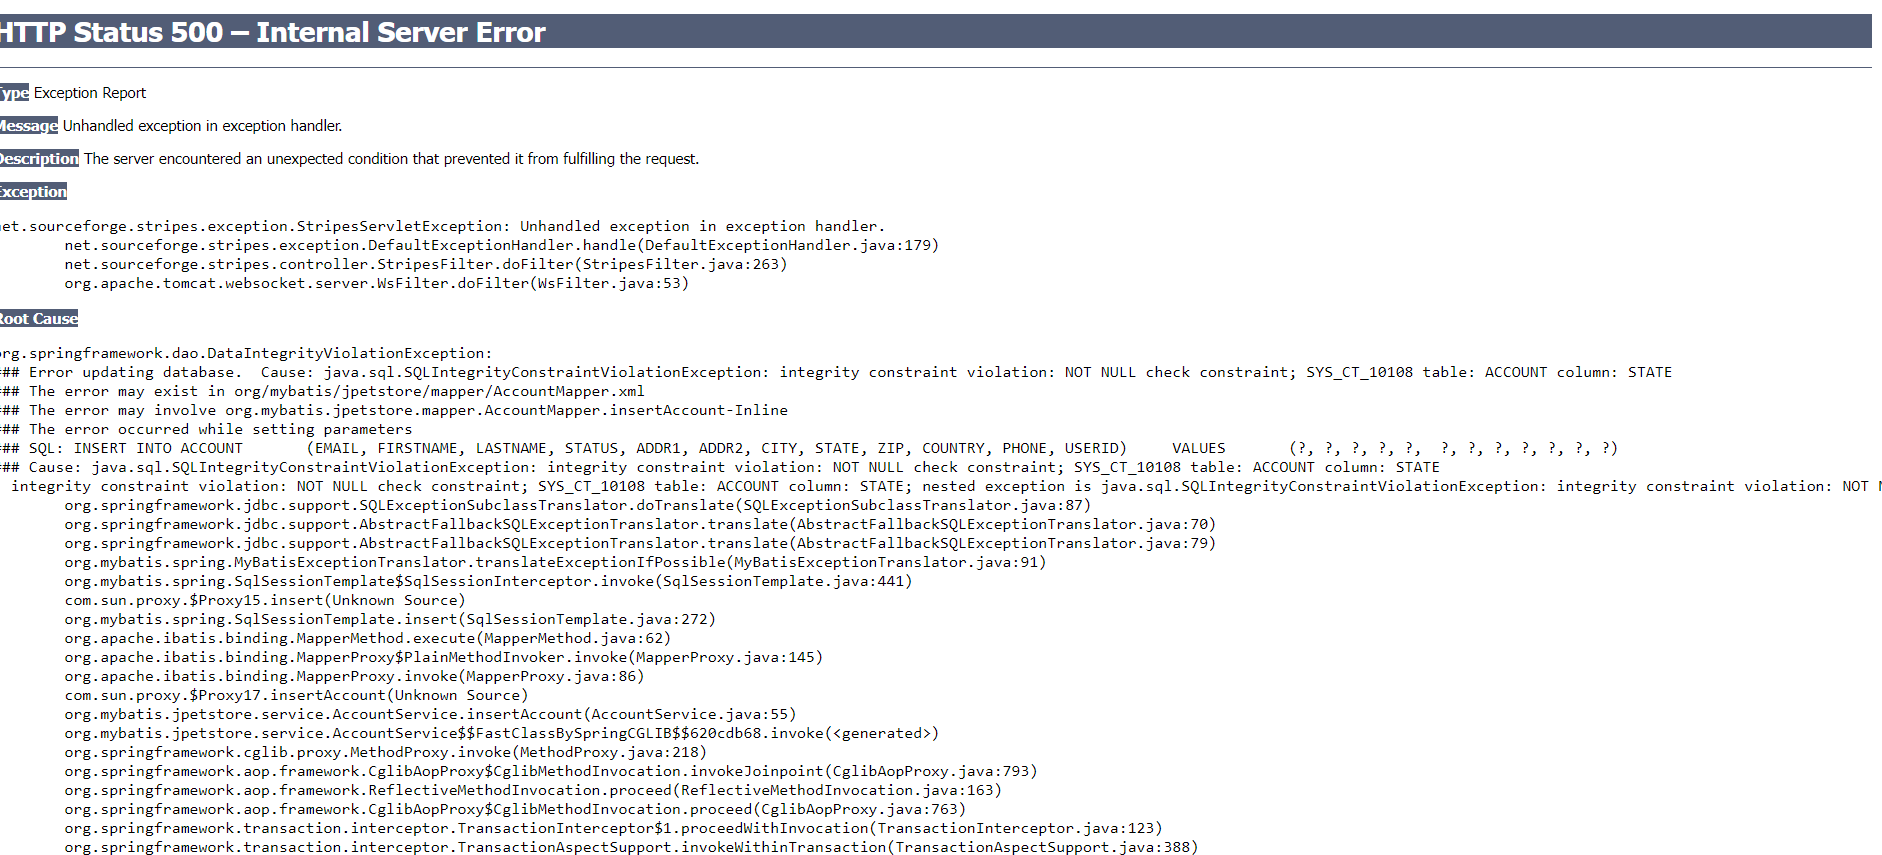 HTTP Status 500 – Internal Server Error
Type Exception Report
Message Unhandled exception in exception handler.
Description The server encountered an unexpected condition that prevented it from fulfilling the request.
Exception
net.sourceforge.stripes.exception.StripesServletException: Unhandled exception in exception handler.
net.sourceforge.stripes.exception.DefaultExceptionHandler.handle(DefaultExceptionHandler.java:179)
net.sourceforge.stripes.controller.StripesFilter.doFilter(StripesFilter.java:263)
org.apache.tomcat.websocket.server.WsFilter.doFilter(WsFilter.java:53)
Root Cause
org.springframework.dao.DataIntegrityViolationException:
### Error updating database.  Cause: java.sql.SQLIntegrityConstraintViolationException: integrity constraint violation: NOT NULL check constraint; SYS_CT_10108 table: ACCOUNT column: STATE
### The error may exist in org/mybatis/jpetstore/mapper/AccountMapper.xml
### The error may involve org.mybatis.jpetstore.mapper.AccountMapper.insertAccount-Inline
### The error occurred while setting parameters
### SQL: INSERT INTO ACCOUNT       (EMAIL, FIRSTNAME, LASTNAME, STATUS, ADDR1, ADDR2, CITY, STATE, ZIP, COUNTRY, PHONE, USERID)     VALUES       (?, ?, ?, ?, ?,  ?, ?, ?, ?, ?, ?, ?)
### Cause: java.sql.SQLIntegrityConstraintViolationException: integrity constraint violation: NOT NULL check constraint; SYS_CT_10108 table: ACCOUNT column: STATE
integrity constraint violation: NOT NULL check constraint; SYS_CT_10108 table: ACCOUNT column: STATE; nested exception is java.sql.SQLIntegrityConstraintViolationException: integrity constraint violation: NOT
org.springframework.jdbc.support.SQLExceptionSubclassTranslator.doTranslate(SQLExceptionSubclassTranslator.java:87)
org.springframework.jdbc.support.AbstractFallbackSQLExceptionTranslator.translate(AbstractFallbackSQLExceptionTranslator.java:70)
org.springframework.jdbc.support.AbstractFallbackSQLExceptionTranslator.translate(AbstractFallbackSQLExceptionTranslator.java:79)
org.mybatis.spring.MyBatisExceptionTranslator.translateExceptionIfPossible(MyBatisExceptionTranslator.java:91)
org.mybatis.spring.SqlSessionTemplate$SqlSessionInterceptor.invoke(SqlSessionTemplate.java:441)
com.sun.proxy.$Proxy15.insert(Unknown Source)
org.mybatis.spring.SqlSessionTemplate.insert(SqlSessionTemplate.java:272)
org.apache.ibatis.binding.MapperMethod.execute(MapperMethod.java:62)
org.apache.ibatis.binding.MapperProxy$PlainMethodInvoker.invoke(MapperProxy.java:145)
org.apache.ibatis.binding.MapperProxy.invoke(MapperProxy.java:86)
com.sun.proxy.$Proxy17.insertAccount(Unknown Source)
org.mybatis.jpetstore.service.AccountService.insertAccount(AccountService.java:55)
org.mybatis.jpetstore.service.AccountService$$FastClassBySpringCGLIB$$620cdb68.invoke(<generated>)
org.springframework.cglib.proxy.MethodProxy.invoke(MethodProxy.java:218)
org.springframework.aop.framework.CglibAopProxy$CglibMethodInvocation.invokeJoinpoint(CglibAopProxy.java:793)
org.springframework.aop.framework.ReflectiveMethodInvocation.proceed(ReflectiveMethodInvocation.java:163)
org.springframework.aop.framework.CglibAopProxy$CglibMethodInvocation.proceed(CglibAopProxy.java:763)
org.springframework.transaction.interceptor.TransactionInterceptor$1.proceedWithInvocation(TransactionInterceptor.java:123)
org.springframework.transaction.interceptor.TransactionAspectSupport.invokeWithinTransaction(TransactionAspectSupport.java:388)